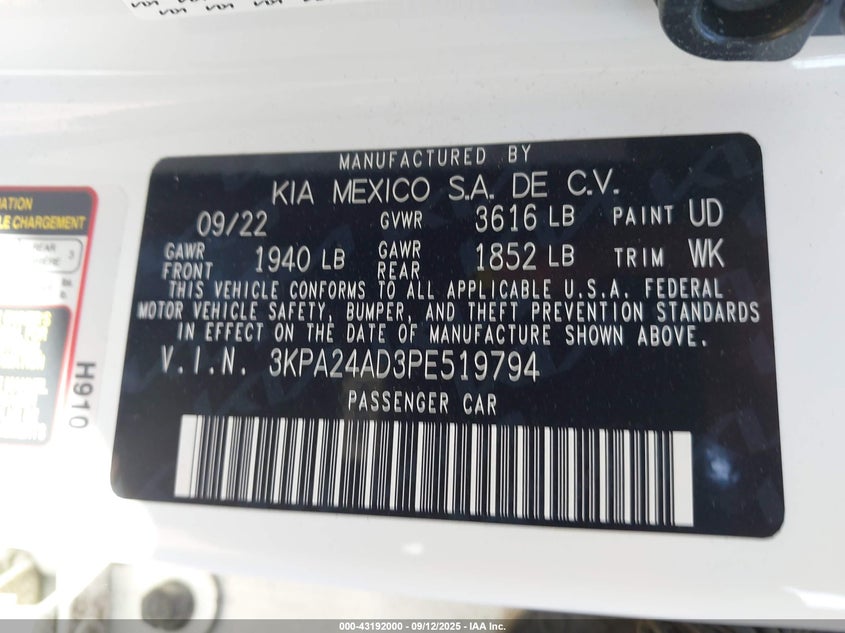 MANUFACTURED BY
KIA MEXICO S.A. DE C.V.
09/22 GVWR 3616 LB PAINT UD
GAWR FRONT 1940 LB GAWR REAR 1852 LB TRIM WK
THIS VEHICLE CONFORMS TO ALL APPLICABLE U.S.A. FEDERAL
MOTOR VEHICLE SAFETY, BUMPER, AND THEFT PREVENTION STANDARDS
IN EFFECT ON THE DATE OF MANUFACTURE SHOWN ABOVE.
V.I.N. 3KPA24AD3PE519794
PASSENGER CAR
H910
CHARGEMENT
REAR
3
000-43192000 - 09/12/2025 - IAA Inc.